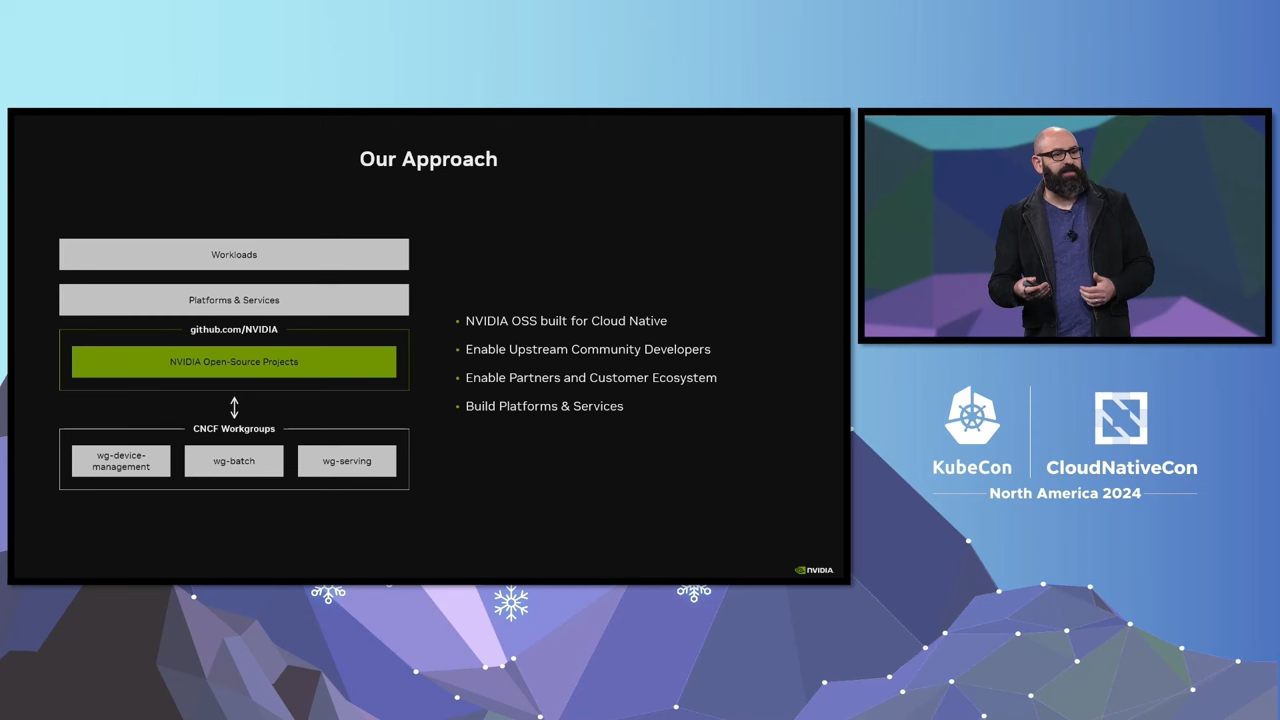 Our Approach
Workloads
Platforms & Services
github.com/NVIDIA
NVIDIA Open-Source Projects
CNCF Workgroups
wg-device-
management
wg-batch
wg-serving
• NVIDIA OSS built for Cloud Native
• Enable Upstream Community Developers
• Enable Partners and Customer Ecosystem
• Build Platforms & Services
NVIDIA
KubeCon
CloudNativeCon
North America 2024